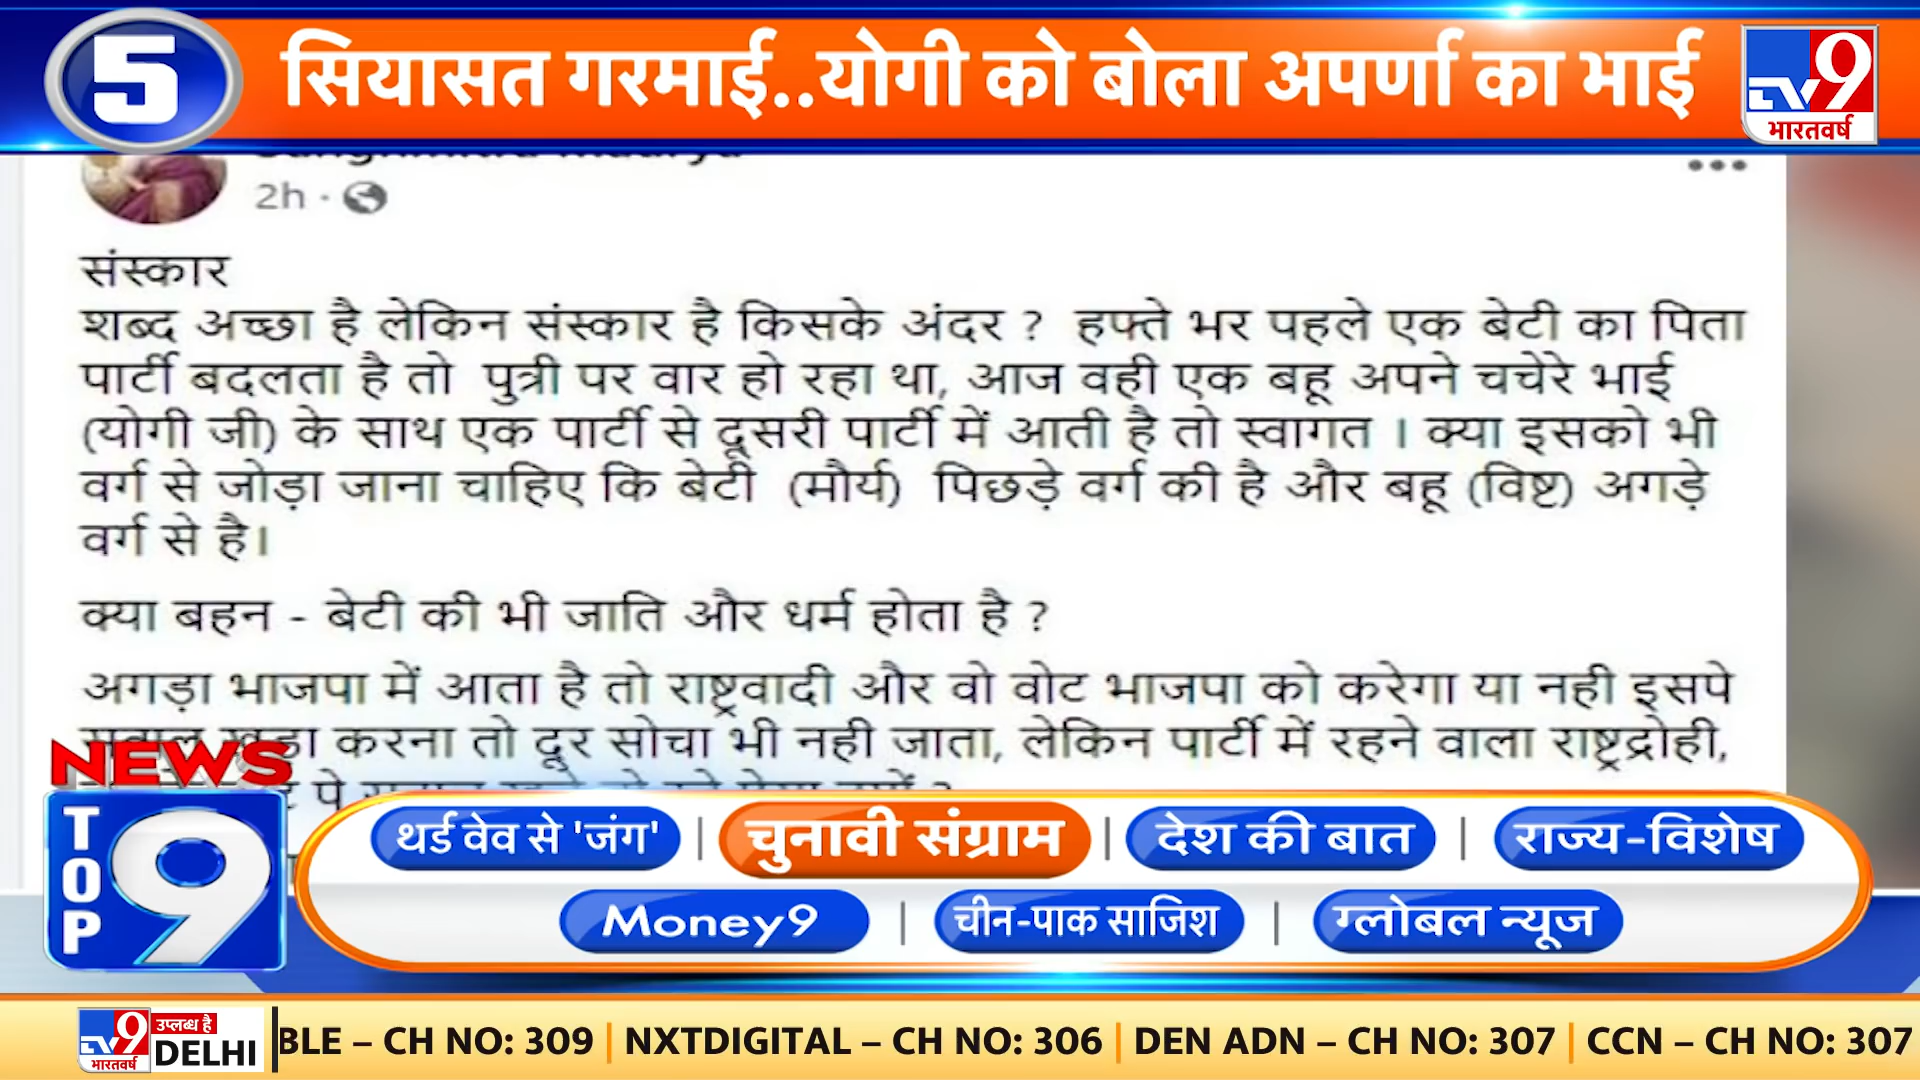 5
सियासत गरमाई..योगी को बोला अपर्णा का भाई
TV9
भारतवर्ष
2h
संस्कार
शब्द अच्छा है लेकिन संस्कार है किसके अंदर ? हफ्ते भर पहले एक बेटी का पिता
पार्टी बदलता है तो पुत्री पर वार हो रहा था, आज वही एक बहू अपने चचेरे भाई
(योगी जी) के साथ एक पार्टी से दूसरी पार्टी में आती है तो स्वागत । क्या इसको भी
वर्ग से जोड़ा जाना चाहिए कि बेटी (मौर्य) पिछड़े वर्ग की है और बहू (विष्ट) अगड़े
वर्ग से है।
क्या बहन - बेटी की भी जाति और धर्म होता है ?
अगड़ा भाजपा में आता है तो राष्ट्रवादी और वो वोट भाजपा को करेगा या नही इसपे
करना तो दूर सोचा भी नही जाता, लेकिन पार्टी में रहने वाला राष्ट्रद्रोही,
पे
NEWS
TOP
9
थर्ड वेव से 'जंग' | चुनावी संग्राम | देश की बात | राज्य-विशेष
Money9 | चीन-पाक साजिश | ग्लोबल न्यूज
TV9 भारतवर्ष उप्लब्ध है DELHI
BLE – CH NO: 309 | NXTDIGITAL – CH NO: 306 | DEN ADN – CH NO: 307 | CCN – CH NO: 307